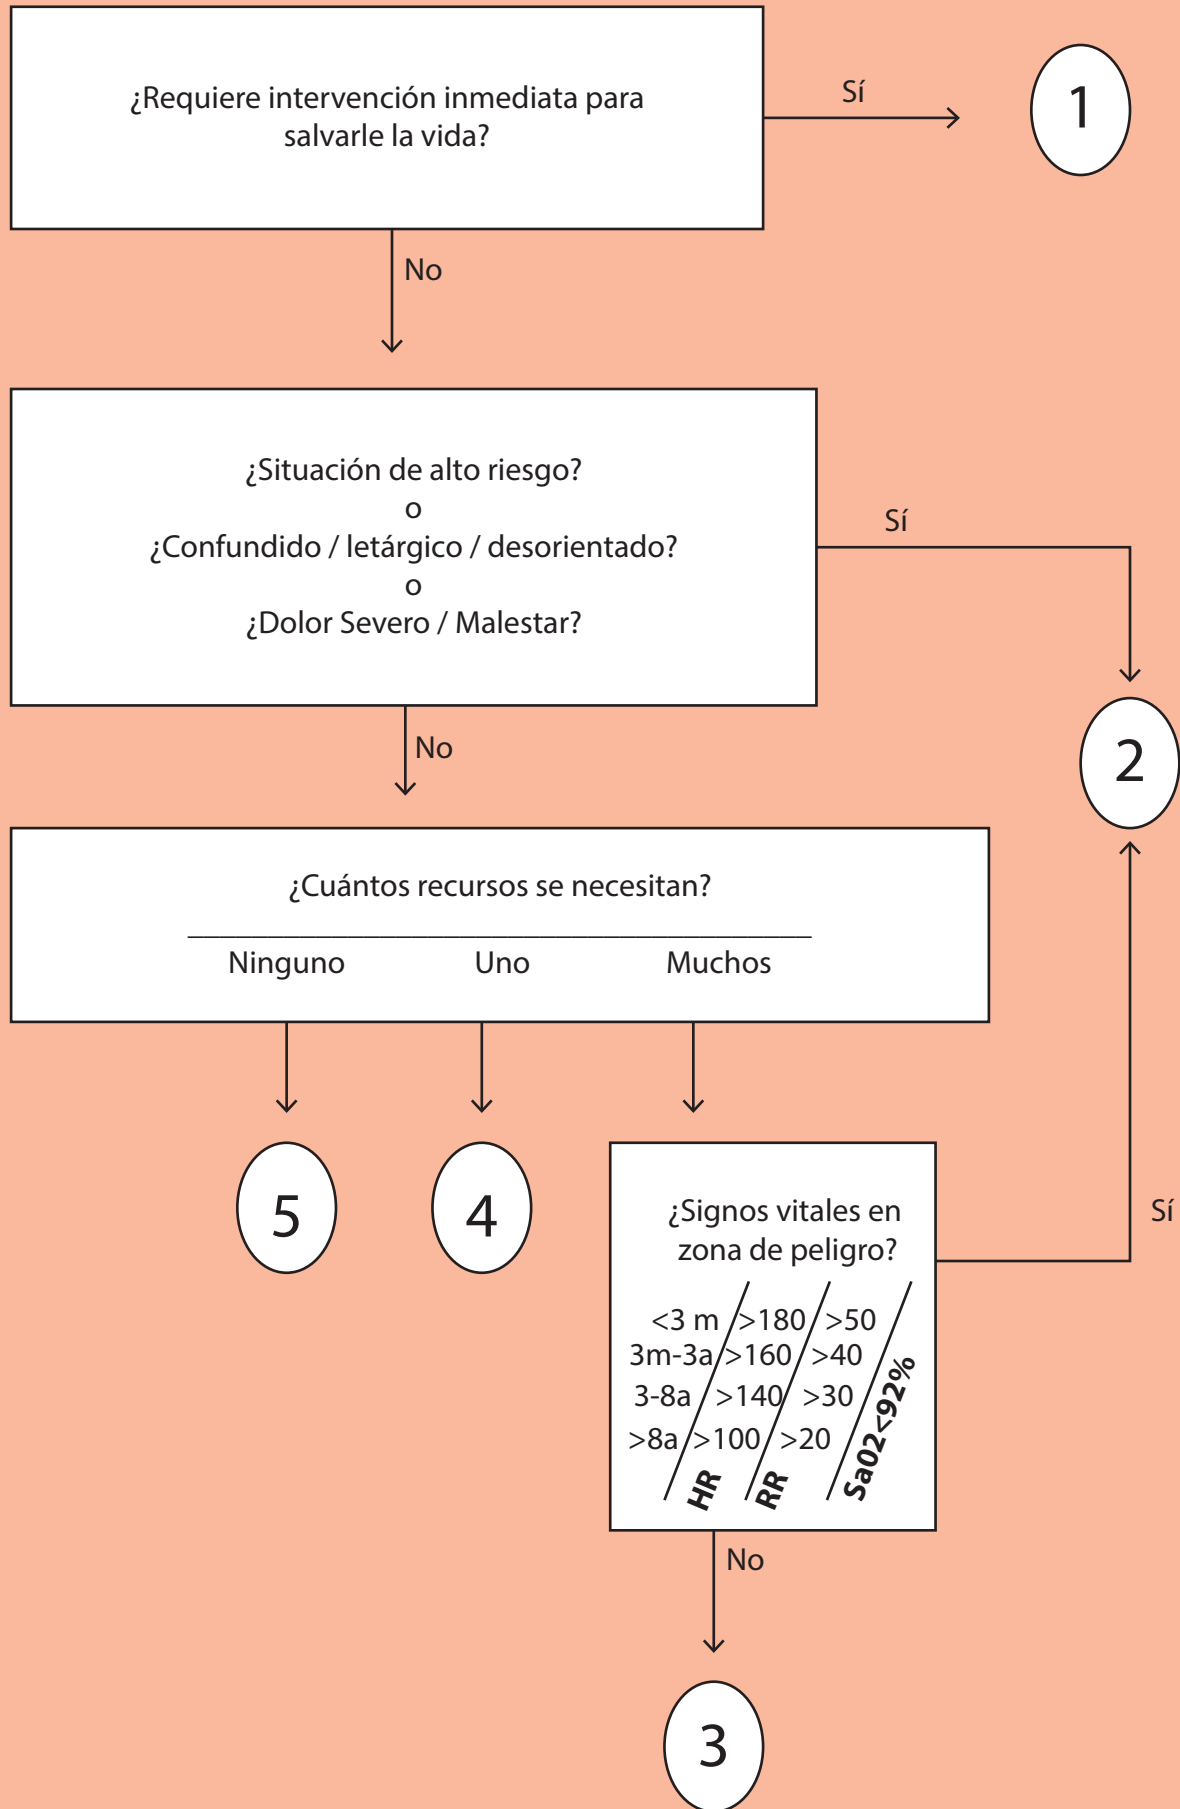 ¿Requiere intervención inmediata para
salvarle la vida?
Sí
1
No
¿Situación de alto riesgo?
o
¿Confundido / letárgico / desorientado?
o
¿Dolor Severo / Malestar?
Sí
2
No
¿Cuántos recursos se necesitan?
Ninguno Uno Muchos
5
4
¿Signos vitales en
zona de peligro?
<3 m >180 >50
3m-3a >160 >40
3-8a >140 >30
>8a >100 >20
HR RR Sa02<92%
Sí
No
3